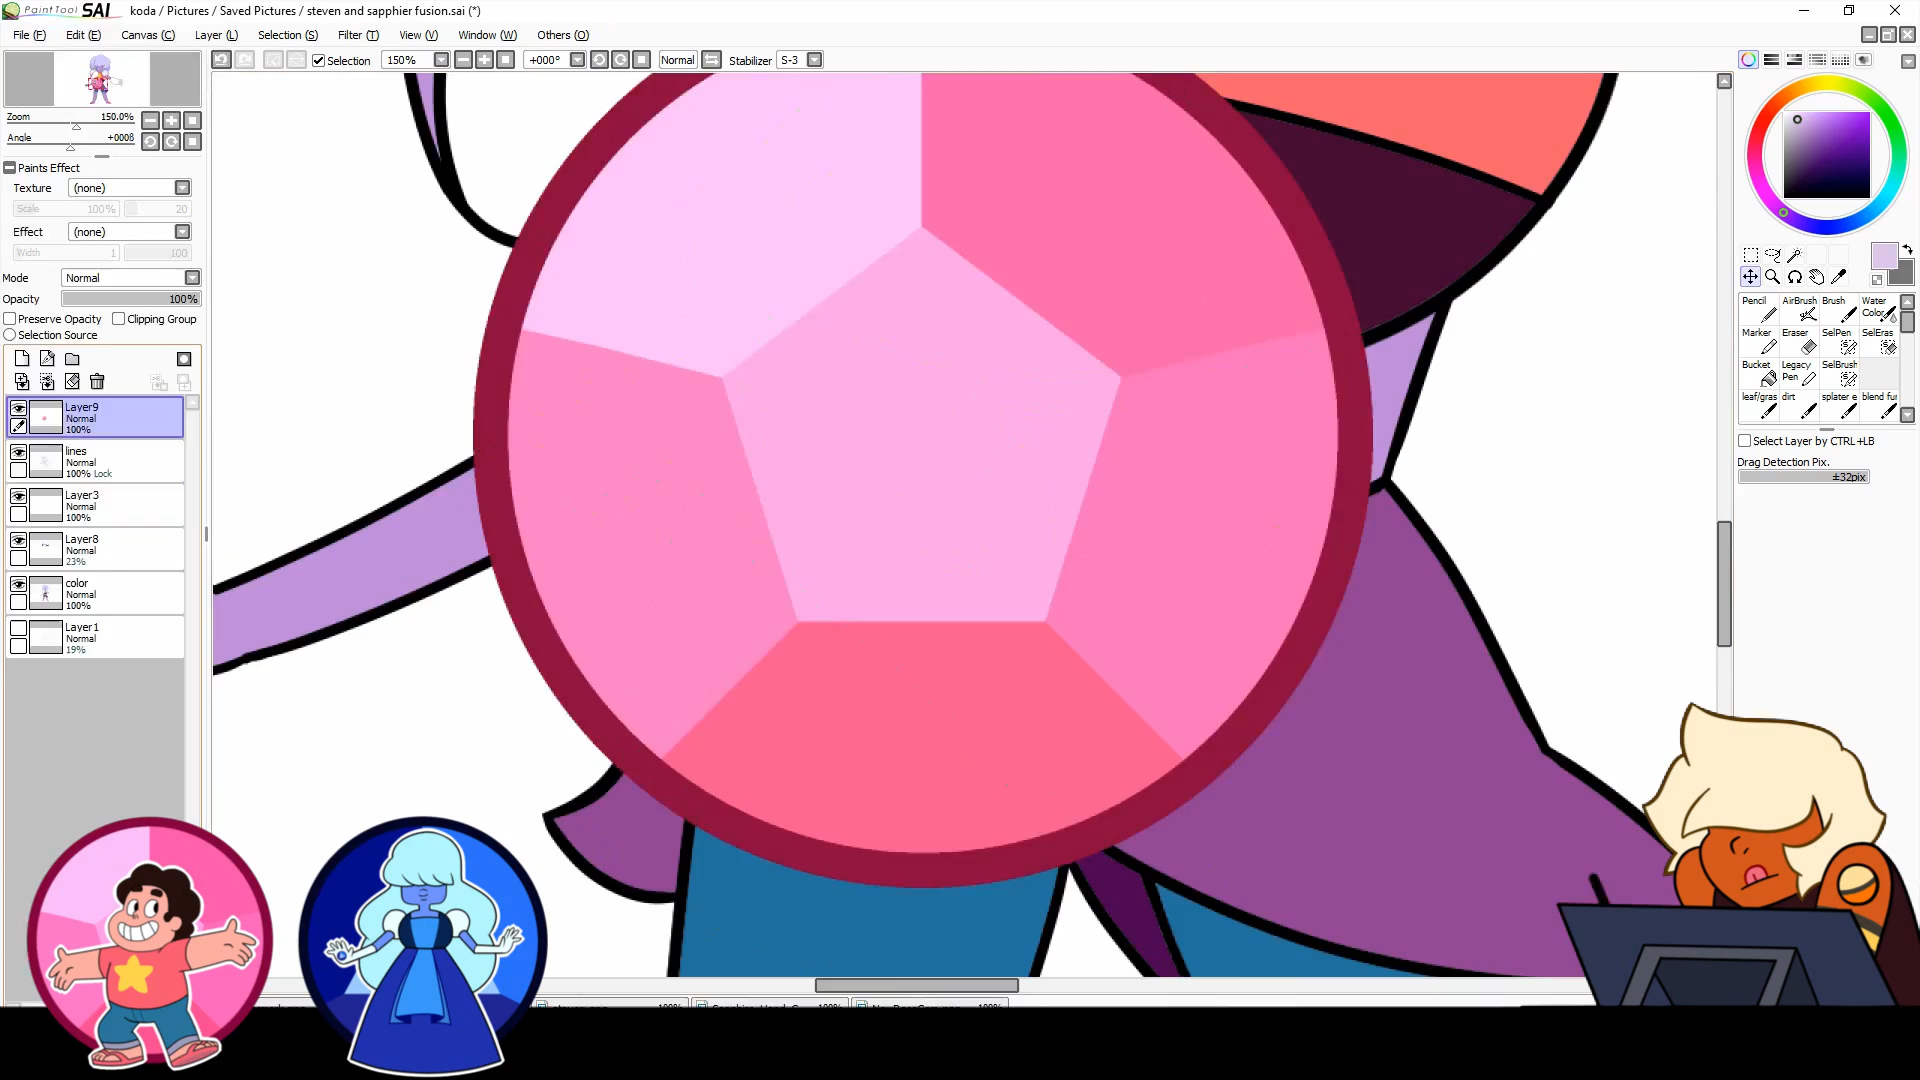 PaintTool SAI koda / Pictures / Saved Pictures / steven and sapphier fusion.sai (*)
File (F) Edit (E) Canvas (C) Layer (L) Selection (S) Filter (T) View (V) Window (W) Others (O)
Selection 150% +000° Normal Stabilizer S-3
Zoom 150.0%
Angle
Paints Effect
Texture (none)
Scale 100% 20
Effect (none)
Width 1 100
Mode Normal
Opacity 100%
Preserve Opacity Clipping Group
Selection Source
Layer9
Normal
100%
lines
Normal
100% Lock
Layer3
Normal
100%
Layer8
Normal
23%
color
Normal
100%
Layer1
Normal
19%
Pencil AirBrush Brush Water Color
Marker Eraser SelPen SelEras
Bucket Legacy Pen SelBrush
leaf/gras dirt splater e blend fur
Select Layer by CTRL+LB
Drag Detection Pix.
±32pix
100% 100% 100%